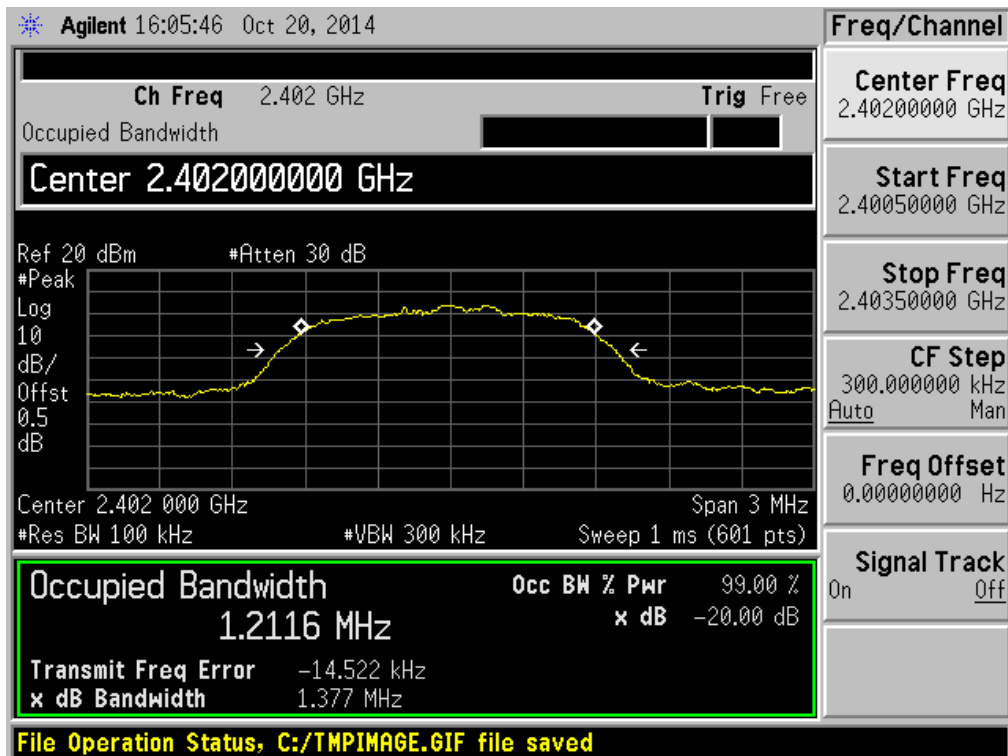 Agilent 16:05:46 Oct 20, 2014
Freq/Channel
Ch Freq 2.402 GHz Trig Free
Occupied Bandwidth
Center 2.402000000 GHz
Ref 20 dBm #Atten 30 dB
#Peak
Log
10
dB/
Offst
0.5
dB
Center 2.402 000 GHz Span 3 MHz
#Res BW 100 kHz #VBW 300 kHz Sweep 1 ms (601 pts)
Occupied Bandwidth
1.2116 MHz
Occ BW % Pwr 99.00 %
x dB -20.00 dB
Transmit Freq Error -14.522 kHz
x dB Bandwidth 1.377 MHz
File Operation Status, C:/TMPIMAGE.GIF file saved
Center Freq
2.40200000 GHz
Start Freq
2.40050000 GHz
Stop Freq
2.40350000 GHz
CF Step
300.000000 kHz
Auto Man
Freq Offset
0.00000000 Hz
Signal Track
On Off